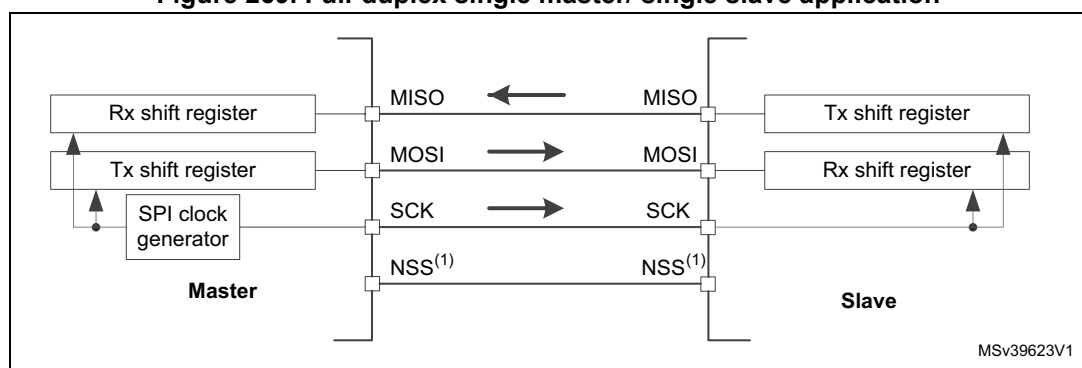 Figure Full-duplex single master/ single slave application
MISO MISO
Rx shift register Tx shift register
MOSI MOSI
Tx shift register Rx shift register
SPI clock
generator
SCK SCK
NSS(1) NSS(1)
Master Slave
MSv39623V1